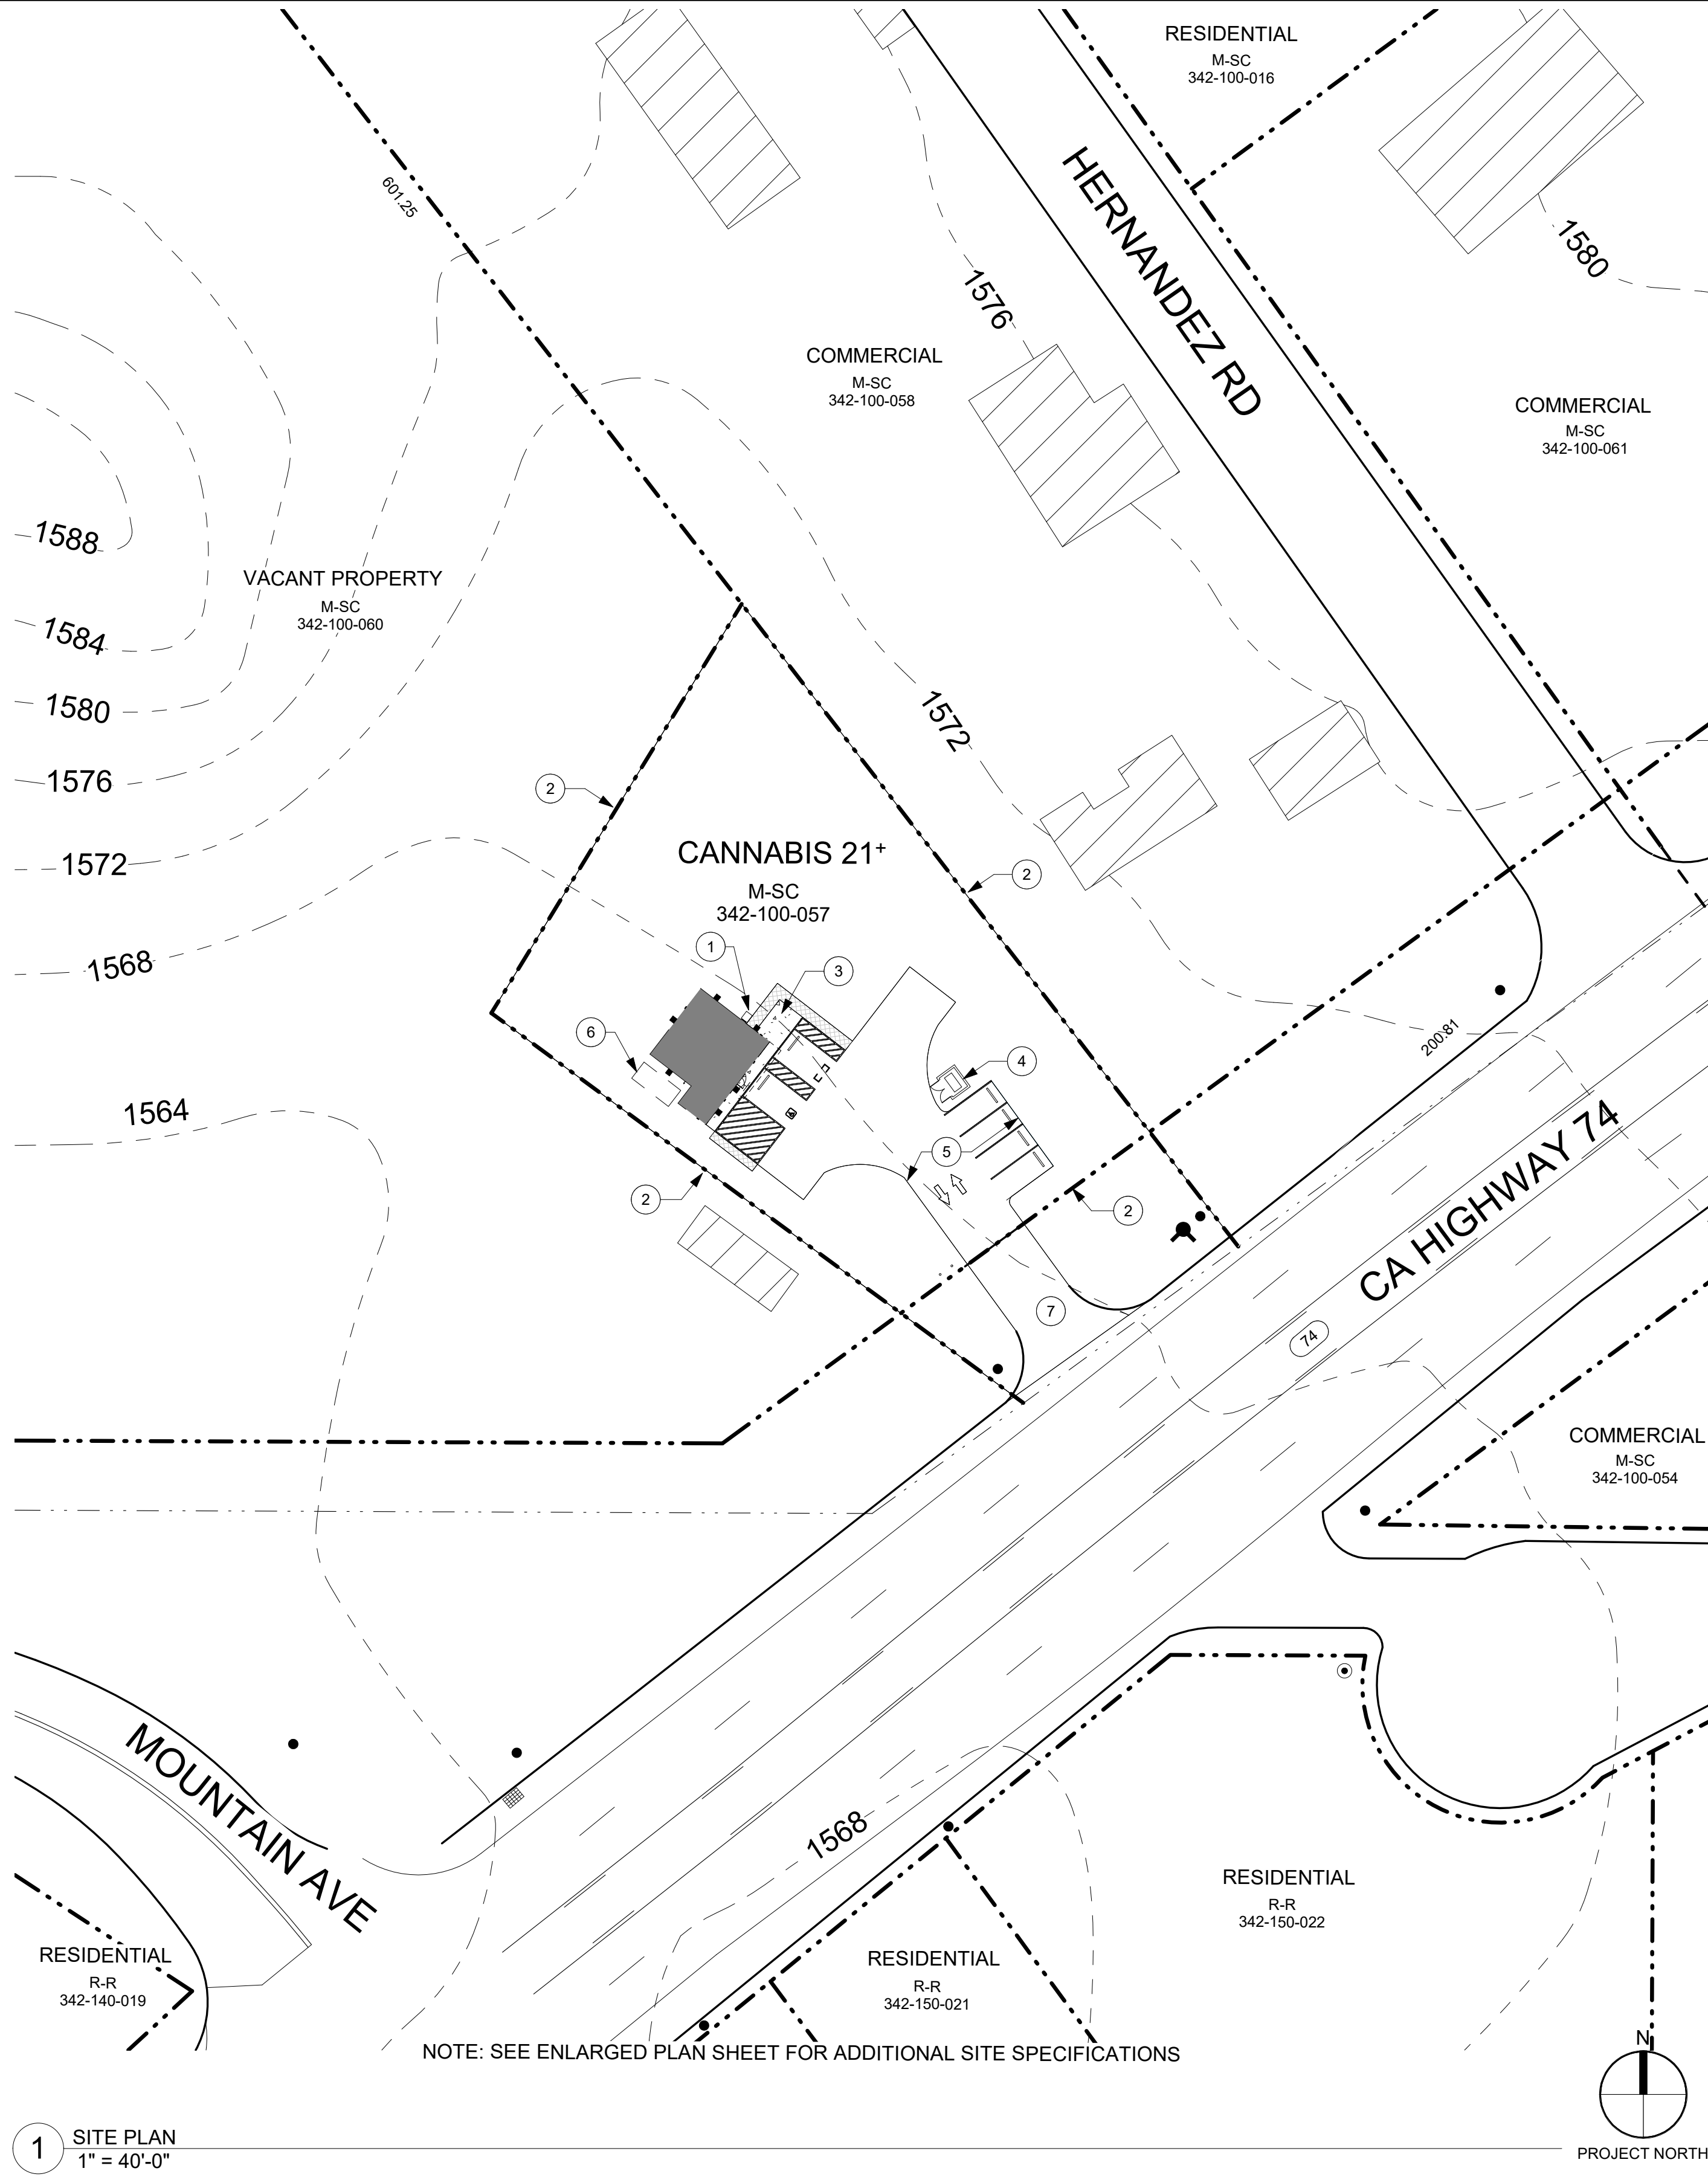 RESIDENTIAL
M-SC
342-100-016
HERNANDEZ RD
601.25
1580
1576
COMMERCIAL
M-SC
342-100-058
COMMERCIAL
M-SC
342-100-061
1588
VACANT PROPERTY
M-SC
342-100-060
1584
1580
1572
1576
2
CANNABIS 21+
M-SC
342-100-057
2
1572
1
3
1568
6
4
200.81
1564
5
2
2
CA HIGHWAY 74
7
74
COMMERCIAL
M-SC
342-100-054
MOUNTAIN AVE
1568
RESIDENTIAL
R-R
342-150-022
RESIDENTIAL
R-R
342-140-019
RESIDENTIAL
R-R
342-150-021
NOTE: SEE ENLARGED PLAN SHEET FOR ADDITIONAL SITE SPECIFICATIONS
N
PROJECT NORTH
1
SITE PLAN
1" = 40'-0"